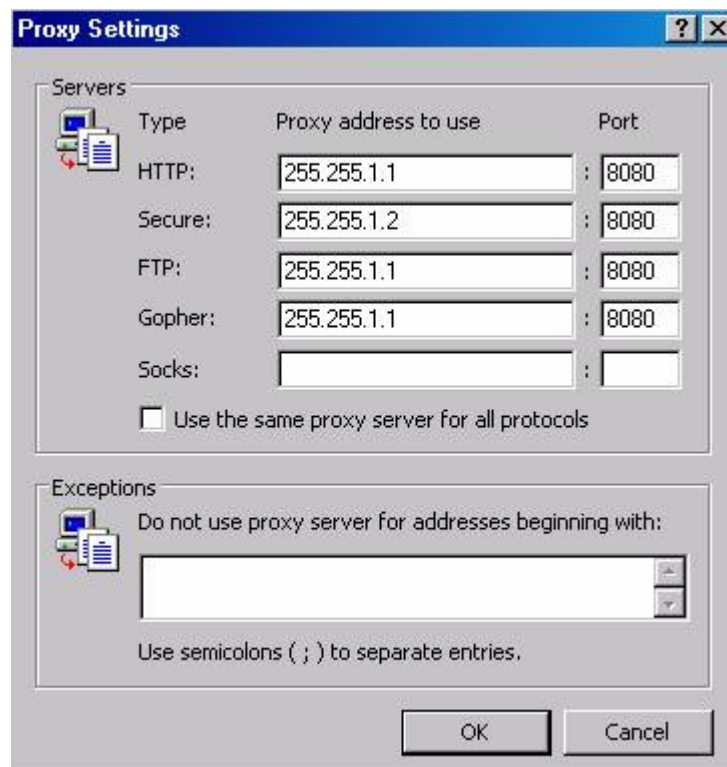 Proxy Settings
Servers
Type Proxy address to use Port
HTTP: 255.255.1.1 : 8080
Secure: 255.255.1.2 : 8080
FTP: 255.255.1.1 : 8080
Gopher: 255.255.1.1 : 8080
Socks: :
Use the same proxy server for all protocols
Exceptions
Do not use proxy server for addresses beginning with:
Use semicolons ( ; ) to separate entries.
OK Cancel